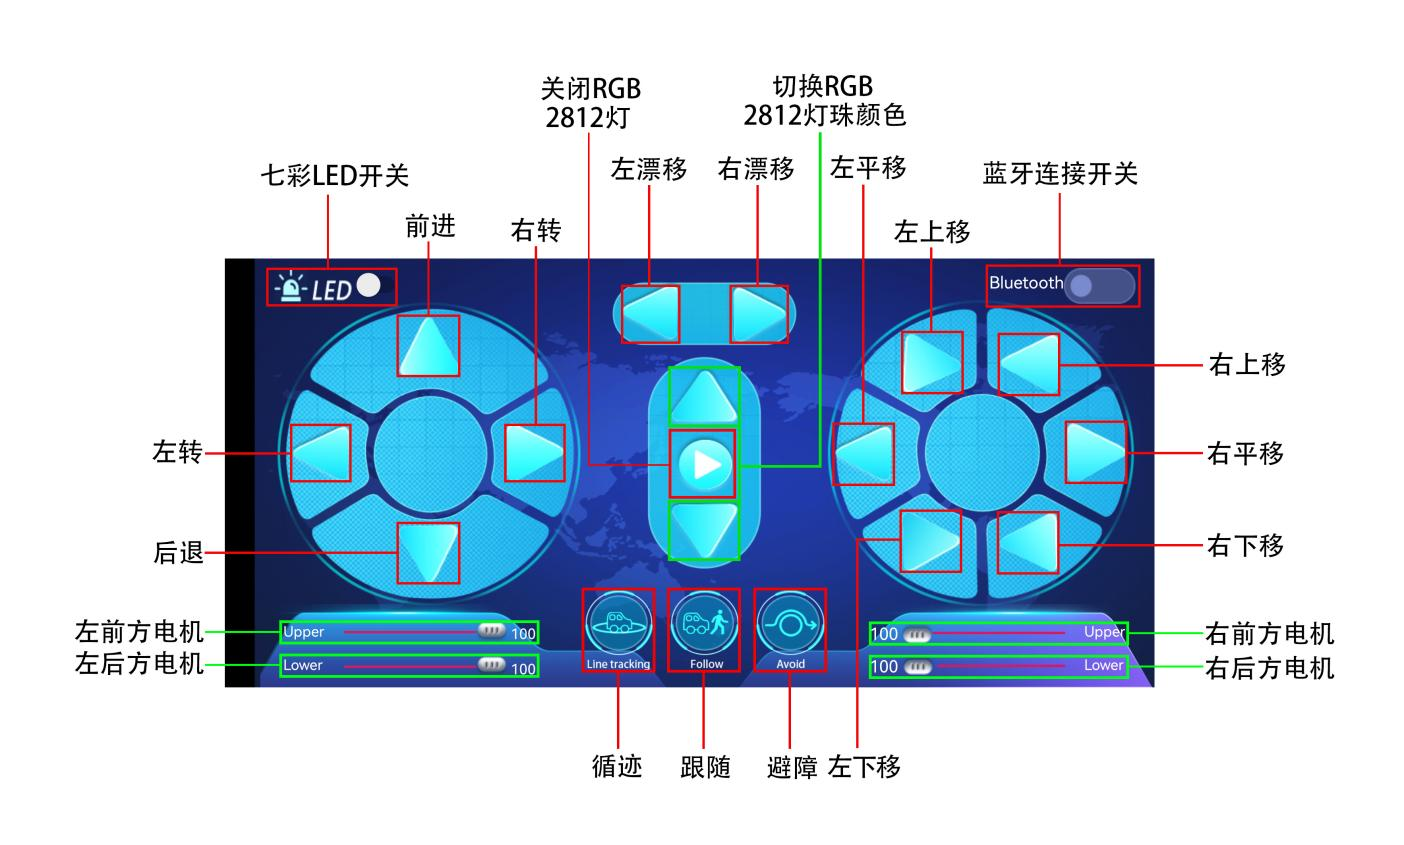 关闭RGB
2812灯
切换RGB
2812灯珠颜色
七彩LED开关
左漂移
右漂移
左平移
蓝牙连接开关
前进
右转
左上移
LED
Bluetooth
右上移
左转
右平移
后退
右下移
左前方电机
Upper
100
100
Upper
右前方电机
左后方电机
Lower
100
100
Lower
右后方电机
Line tracking
Follow
Avoid
循迹
跟随
避障
左下移